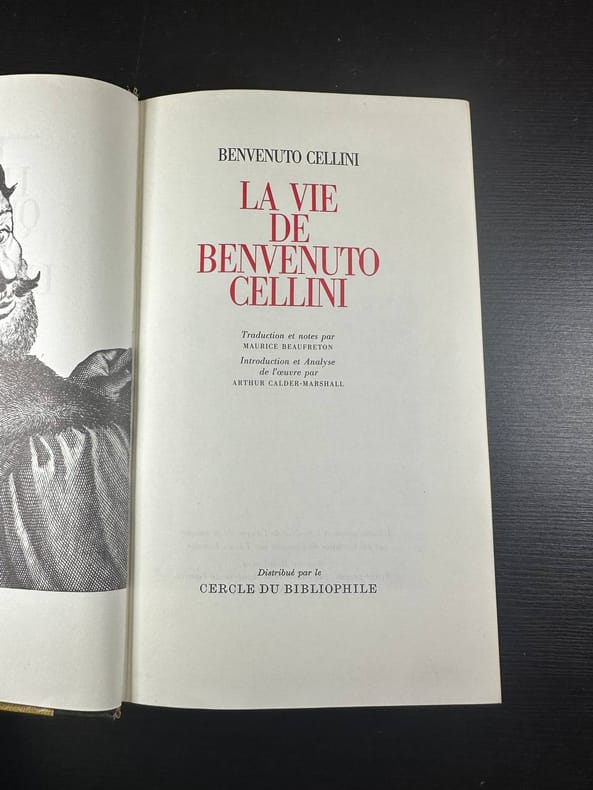 BENVENUTO CELLINI
LA VIE
DE
BENVENUTO
CELLINI
Traduction et notes par
MAURICE BEAUFRETON
Introduction et Analyse
de l'œuvre par
ARTHUR CALDER-MARSHALL
Distribué par le
CERCLE DU BIBLIOPHILE